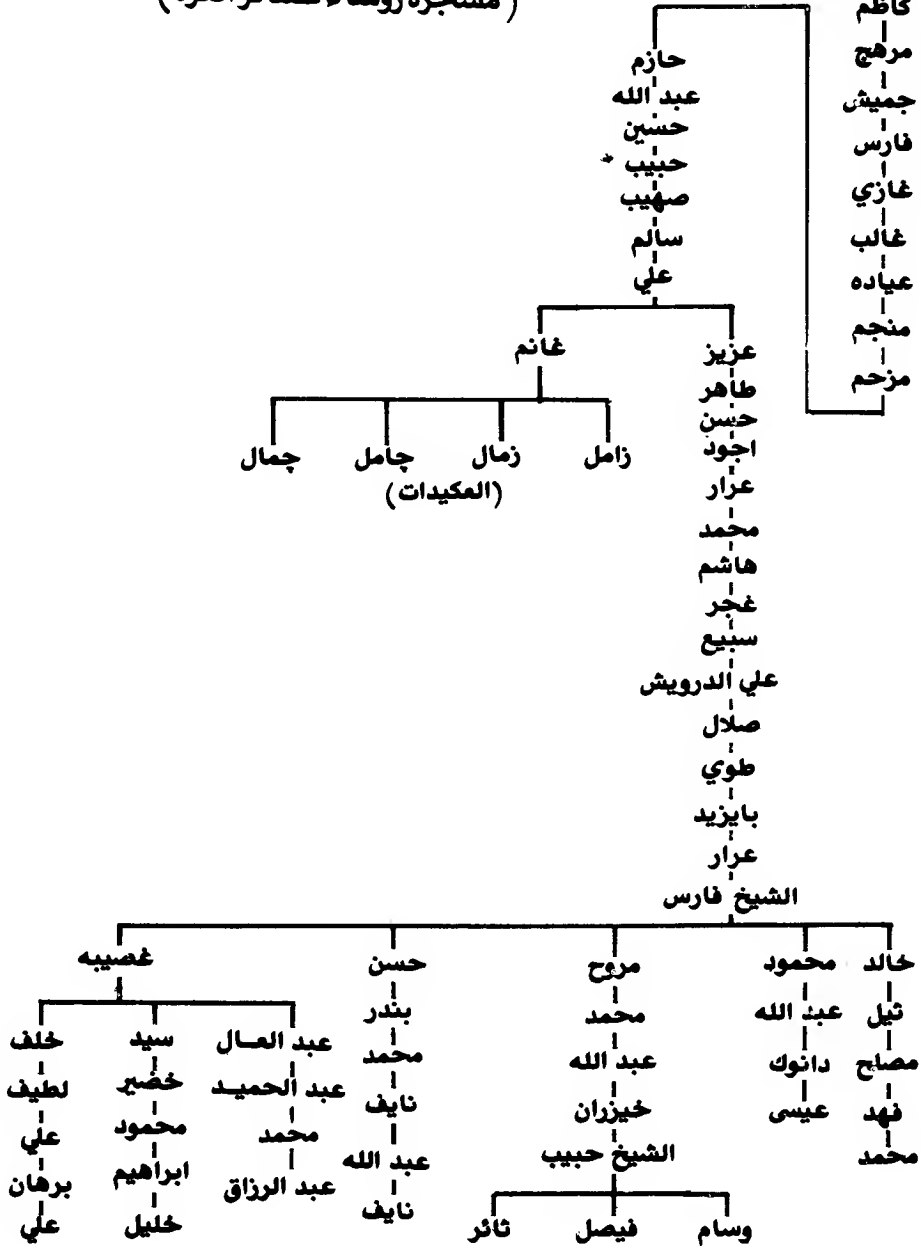 كاظم
مرهج
جميش
فارس
غازي
غالب
عياده
منجم
مزحم
حازم
عبد الله
حسين
حبيب
صهيب
سالم
علي
عزيز
غانم
زامل
زمال
چامل
چمال
(العكيدات)
طاهر
حسن
اجود
عرار
محمد
هاشم
غجر
سبيع
علي الدرويش
صلال
طوي
بايزيد
عرار
الشيخ فارس
خالد
ثيل
مصلح
فهد
محمد
محمود
عبد الله
دانوك
عيسى
مروح
محمد
عبد الله
خيزران
الشيخ حبيب
وسام
فيصل
ثائر
حسن
بندر
محمد
نايف
عبد الله
نايف
غصيبه
عبد العال
عبد الحميد
محمد
عبد الرزاق
سيد
خضير
محمود
ابراهيم
خليل
خلف
لطيف
علي
برهان
علي